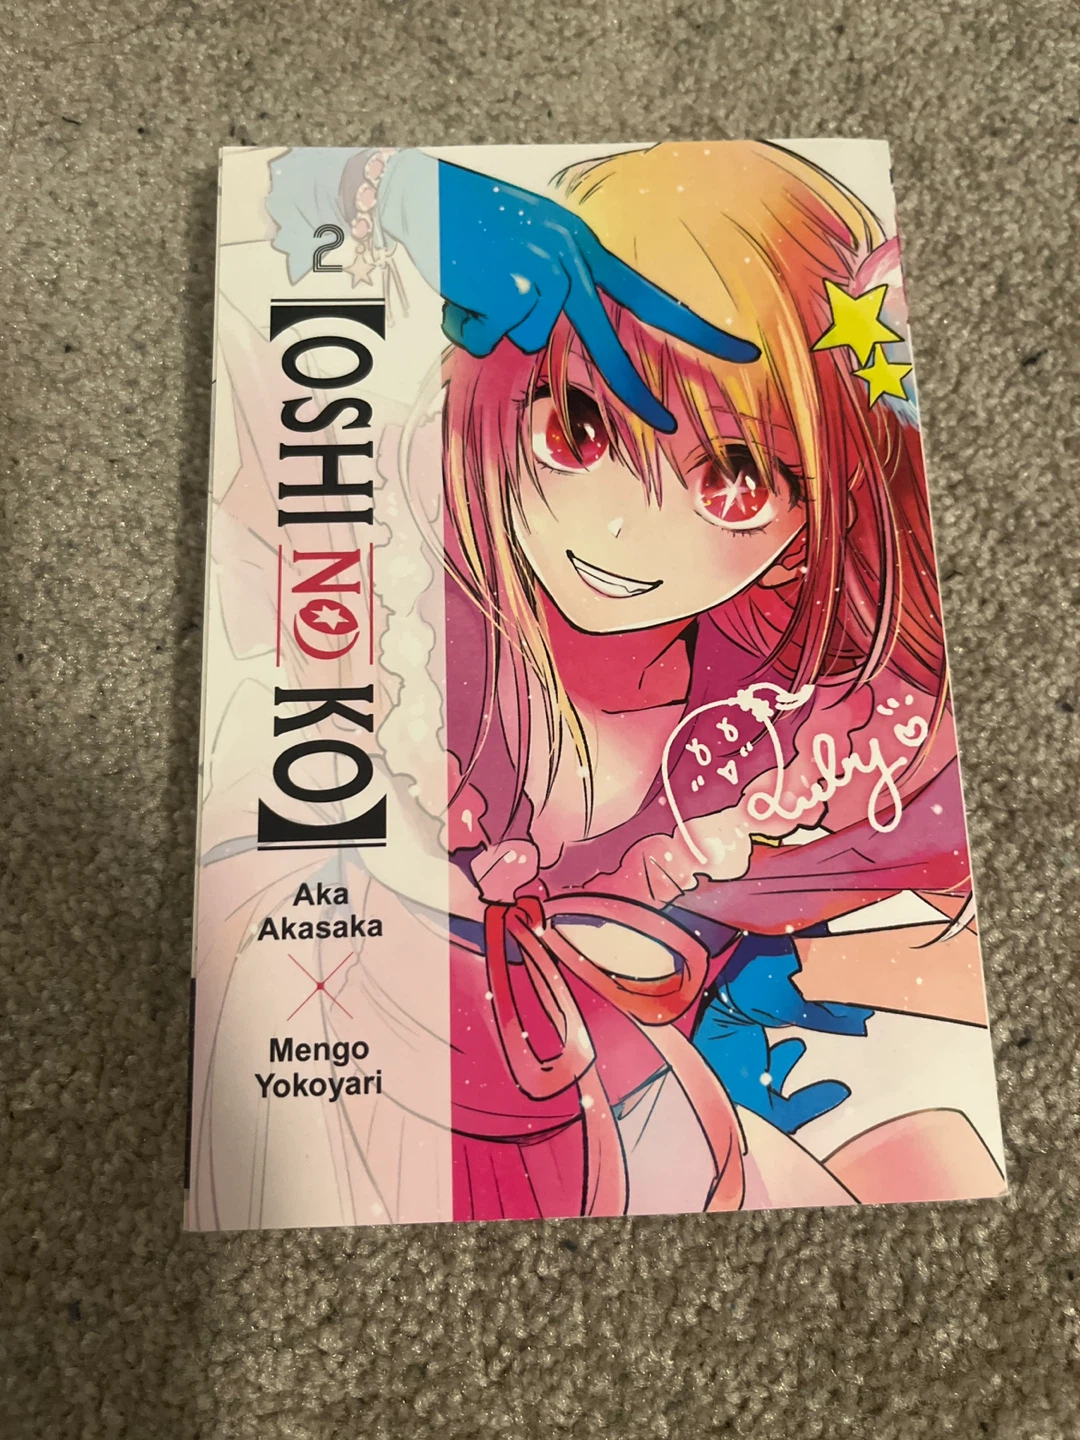 2
【OSHI NO KO】
Aka
Akasaka
×
Mengo
Yokoyari
Ruby